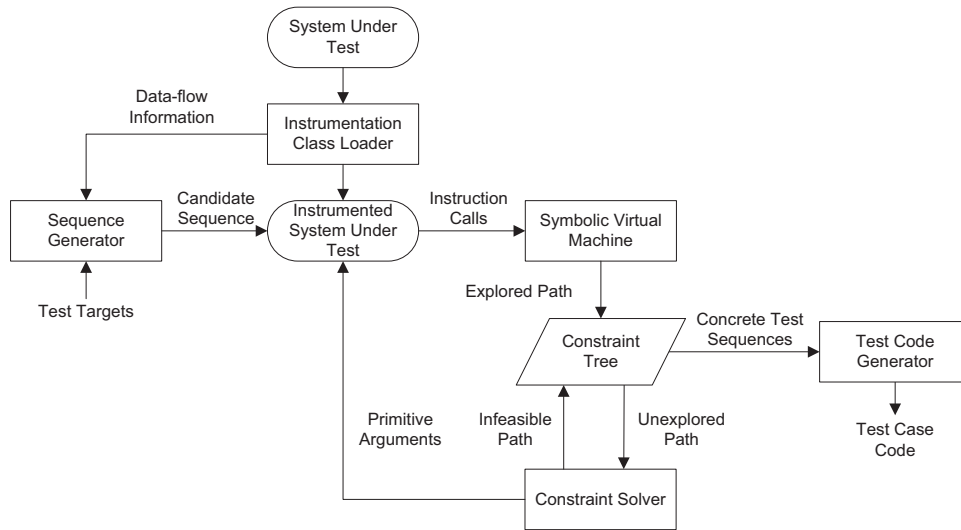 System Under
Test
Data-flow
Information
Instrumentation
Class Loader
Sequence
Generator
Candidate
Sequence
Instrumented
System Under
Test
Instruction
Calls
Symbolic Virtual
Machine
Test Targets
Explored Path
Constraint
Tree
Concrete Test
Sequences
Test Code
Generator
Primitive
Arguments
Infeasible
Path
Unexplored
Path
Test Case
Code
Constraint Solver